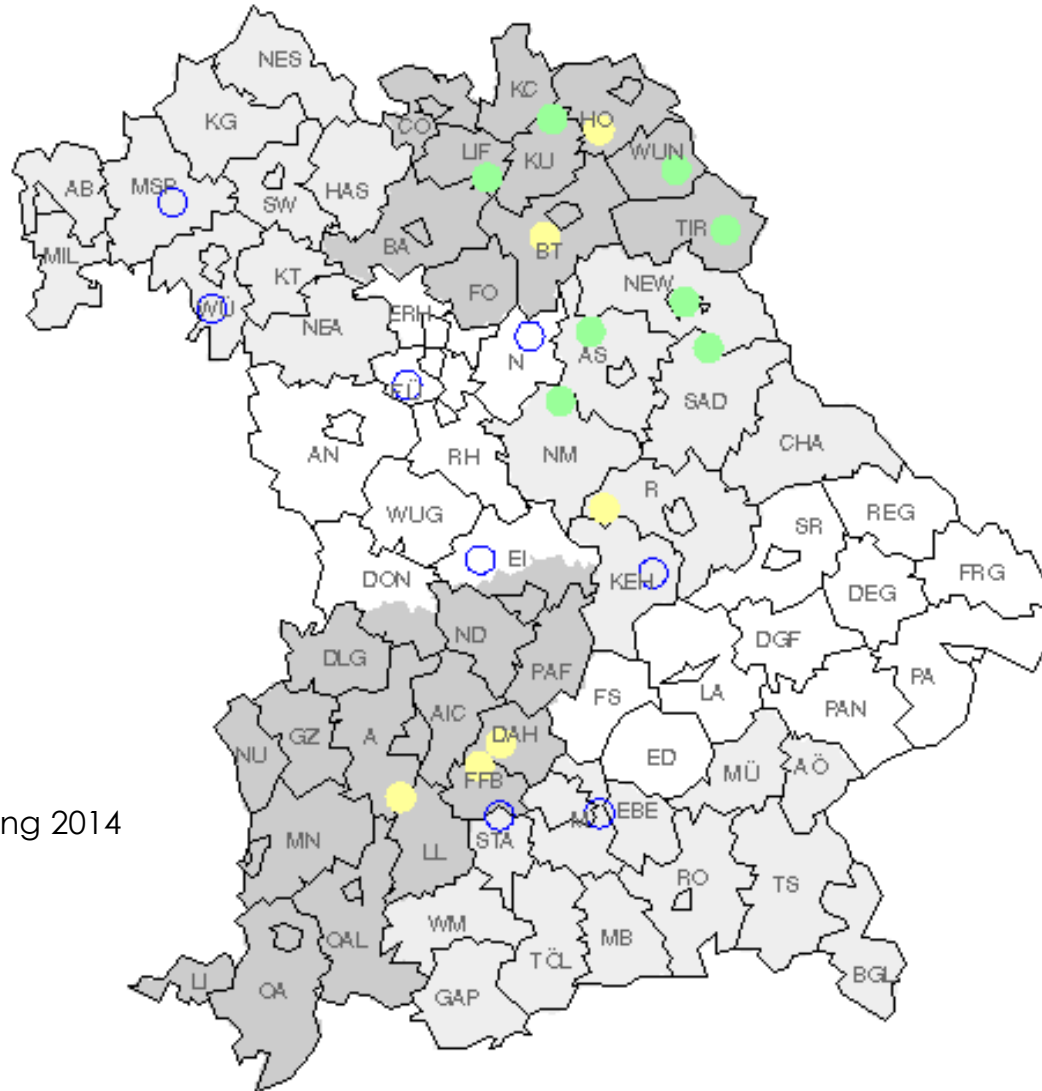 NES
KC
KG
HO
CO
LIF
KU
WUN
AB
MSP
SW
HAS
TIR
BA
BT
MIL
KT
FO
NEW
WÜ
NEA
ERH
N
AS
FÜ
SAD
AN
RH
NM
CHA
R
WUG
SR
REG
EI
DON
KEH
FRG
DEG
ND
DGF
DLG
PAF
FS
LA
PA
AIC
PAN
GZ
A
DAH
NU
ED
MÜ
AÖ
FFB
ng 2014
M
EBE
MN
STA
LL
RO
TS
WM
OAL
MB
TÖL
LI
OA
GAP
BGL